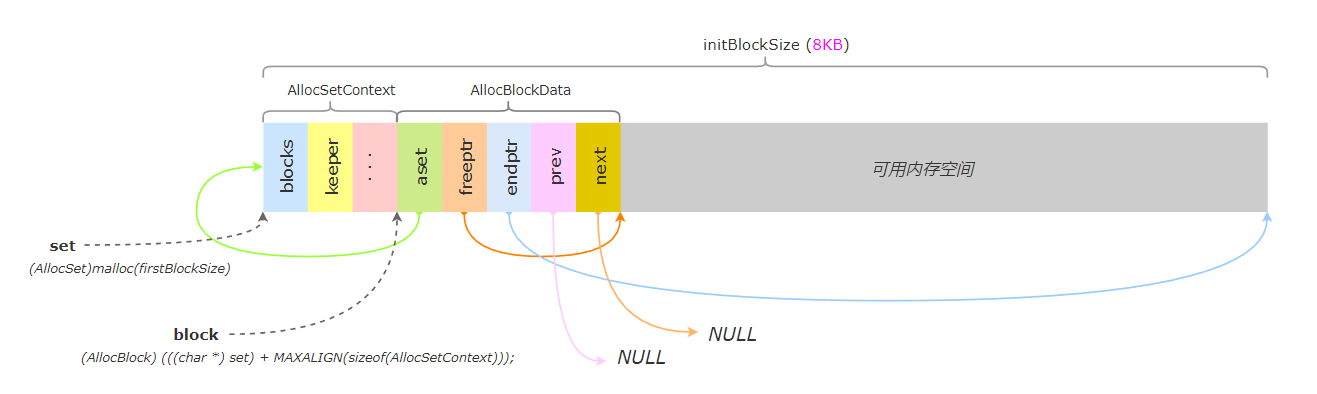 initBlockSize (8KB)
AllocSetContext
AllocBlockData
blocks
keeper
. . .
aset
freeptr
endptr
prev
next
可用内存空间
set
(AllocSet)malloc(firstBlockSize)
block
(AllocBlock) (((char *) set) + MAXALIGN(sizeof(AllocSetContext)));
NULL
NULL